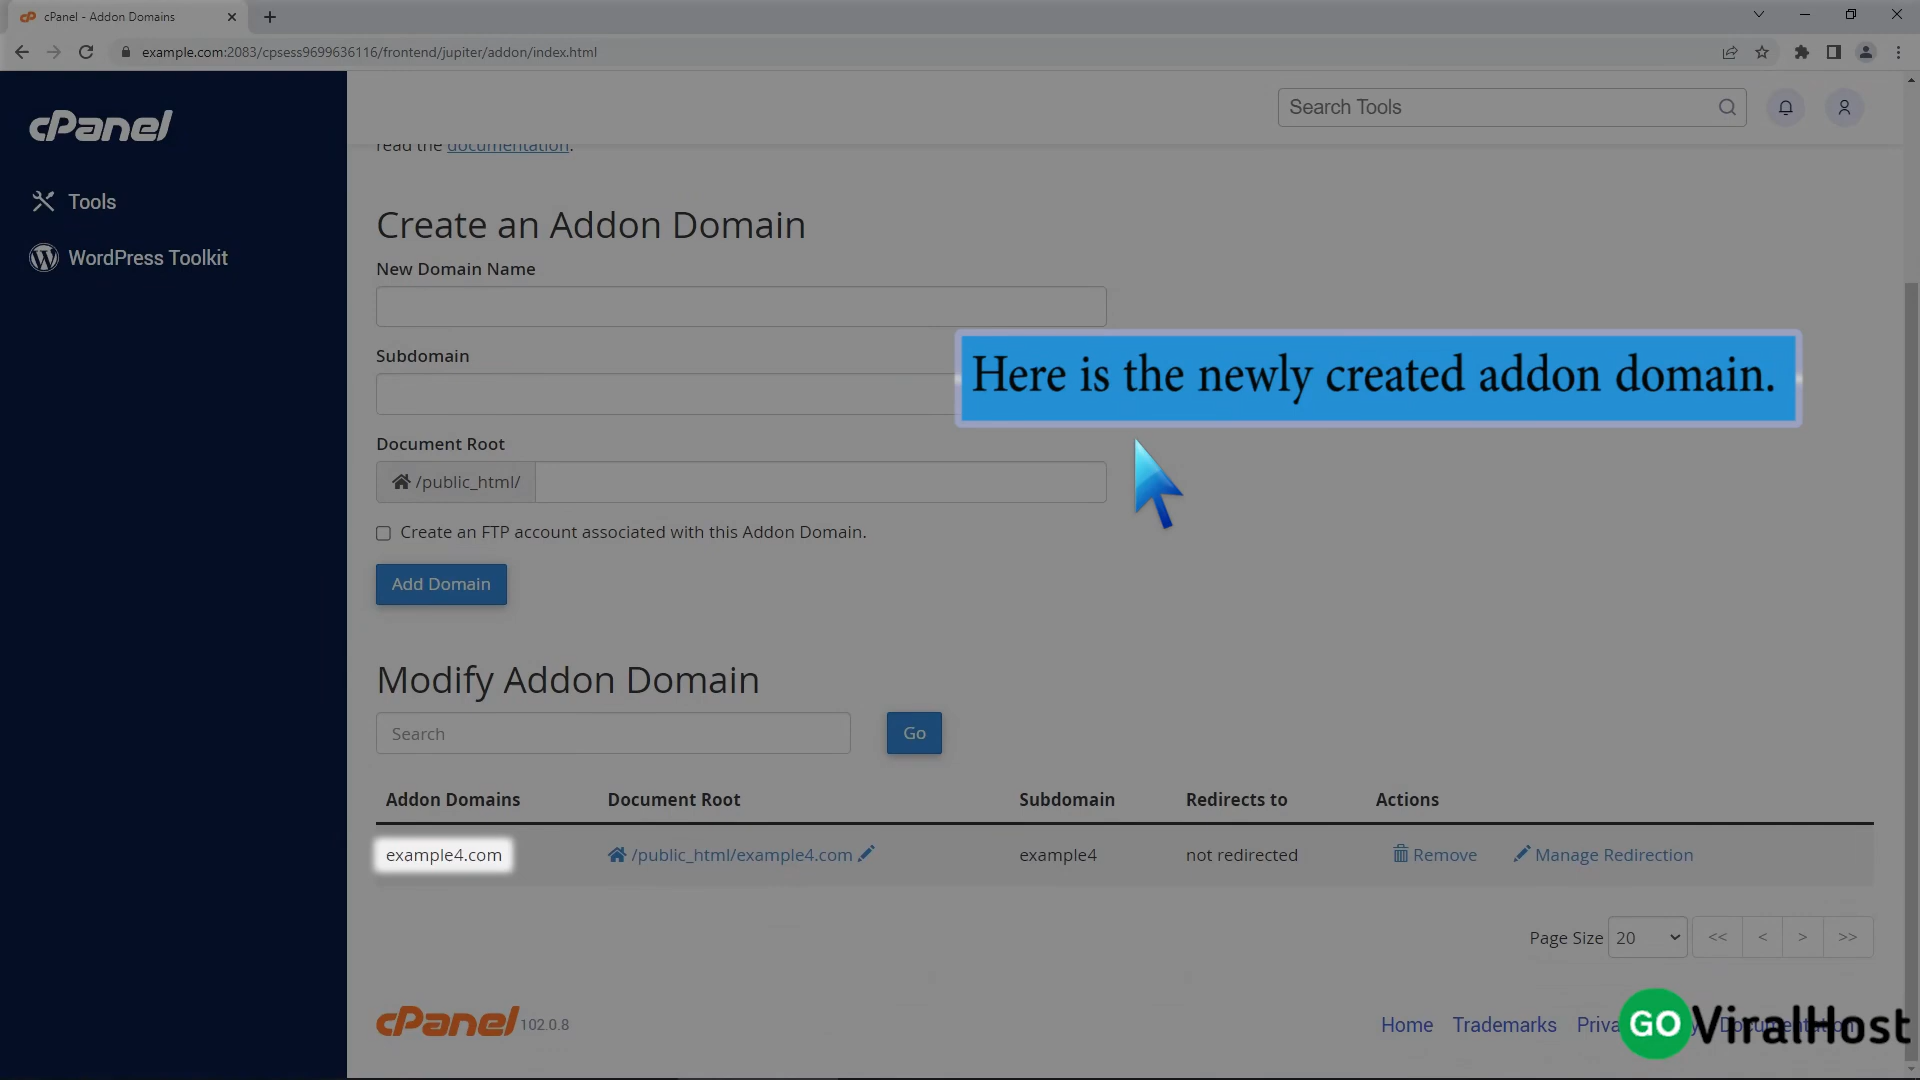 cPanel - Addon Domains
example.com:2083/cpsess9699636116/frontend/jupiter/addon/index.html
cPanel
Search Tools
read the documentation.
Tools
WordPress Toolkit
Create an Addon Domain
New Domain Name
Subdomain
Here is the newly created addon domain.
Document Root
/public_html/
Create an FTP account associated with this Addon Domain.
Add Domain
Modify Addon Domain
Search
Go
Addon Domains Document Root Subdomain Redirects to Actions
example4.com /public_html/example4.com example4 not redirected Remove Manage Redirection
Page Size 20 << < > >>
cPanel 102.0.8
Home Trademarks
GO ViralHost